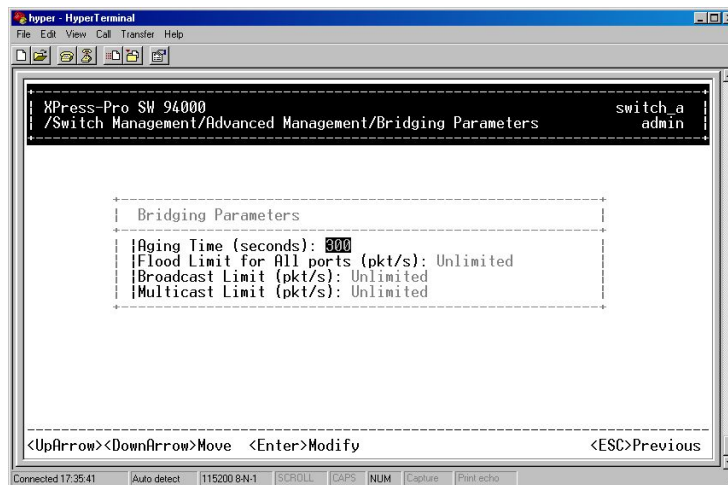 hyper - HyperTerminal
File Edit View Call Transfer Help
XPress-Pro SW 94000 switch_a
/Switch Management/Advanced Management/Bridging Parameters admin
Bridging Parameters
Aging Time (seconds): 300
Flood Limit for All ports (pkt/s): Unlimited
Broadcast Limit (pkt/s): Unlimited
Multicast Limit (pkt/s): Unlimited
<UpArrow><DownArrow>Move <Enter>Modify <ESC>Previous
Connected 17:35:41 Auto detect 115200 8-N-1 SCROLL CAPS NUM Capture Print echo